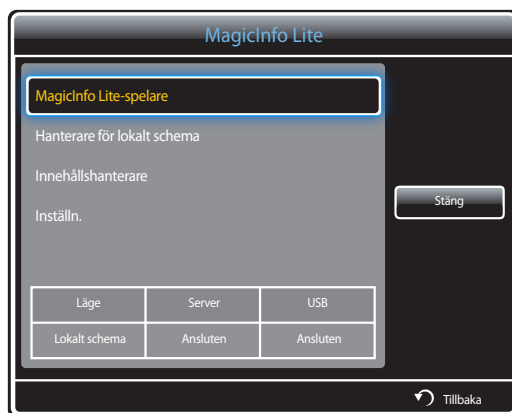 MagicInfo Lite
MagicInfo Lite-spelare
Hanterare för lokalt schema
Innehållshanterare
Inställn.
Stäng
Läge Server USB
Lokalt schema Ansluten Ansluten
Tillbaka